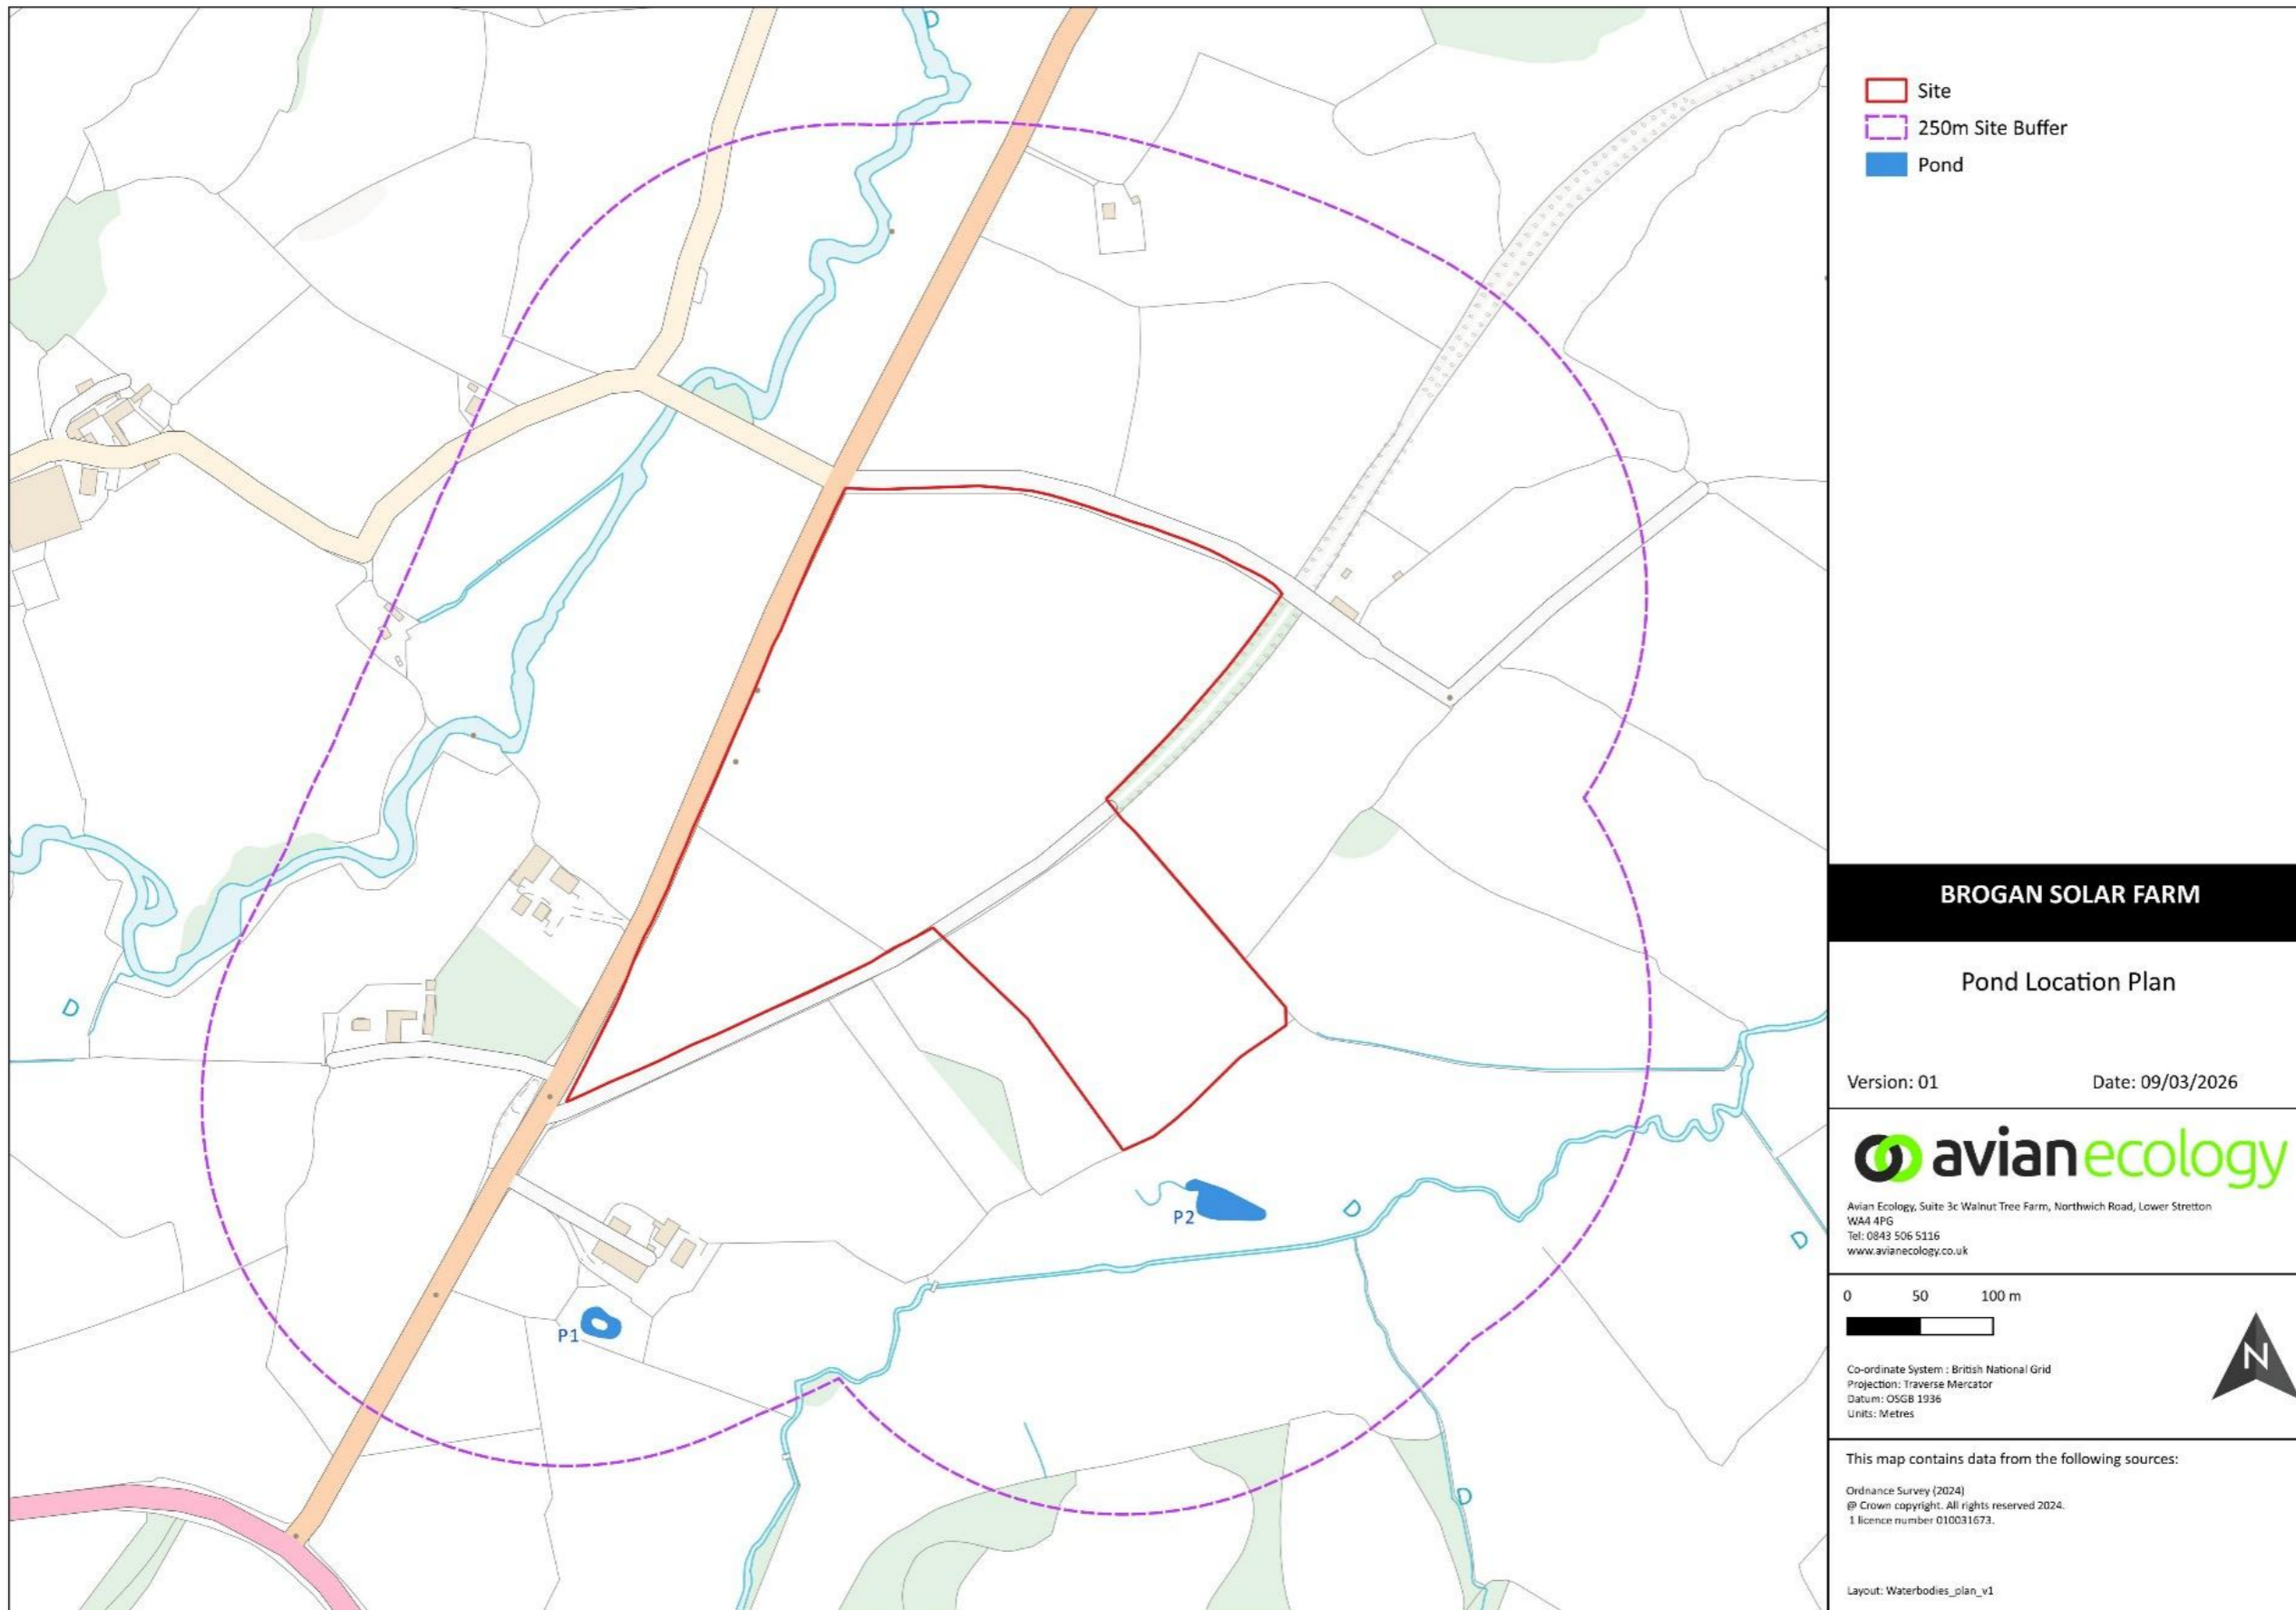 Site
250m Site Buffer
Pond
BROGAN SOLAR FARM
Pond Location Plan
Version: 01 Date: 09/03/2026
avianecology
Avian Ecology, Suite 3c Walnut Tree Farm, Northwich Road, Lower Stretton
WA4 4PG
Tel: 0843 506 5116
www.avianecology.co.uk
0 50 100 m
N
Co-ordinate System : British National Grid
Projection: Traverse Mercator
Datum: OSGB 1936
Units: Metres
This map contains data from the following sources:
Ordnance Survey (2024)
@ Crown copyright. All rights reserved 2024.
1 licence number 010031673.
Layout: Waterbodies_plan_v1
D
D
P2
D
D
P1
D